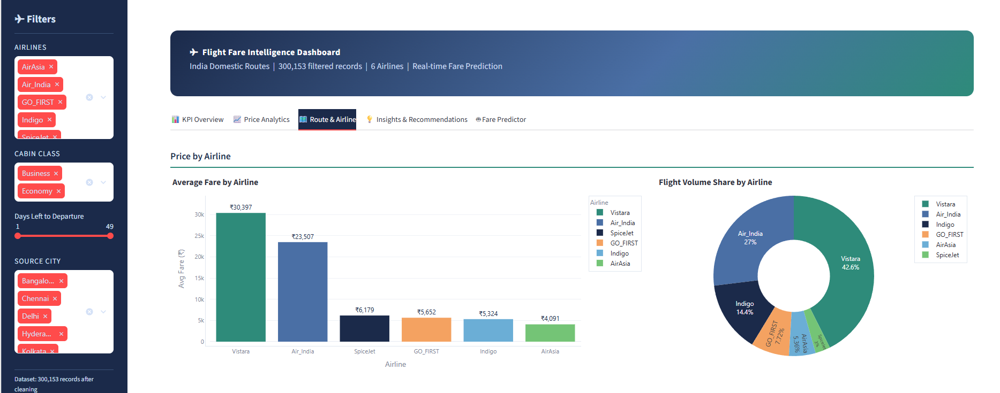 ✈ Filters
AIRLINES
AirAsia ×
Air_India ×
GO_FIRST ×
Indigo ×
SpiceJet ×
CABIN CLASS
Business ×
Economy ×
Days Left to Departure
1 49
SOURCE CITY
Bangalo... ×
Chennai ×
Delhi ×
Hydera... ×
Kolkata ×
Dataset: 300,153 records after
cleaning
✈ Flight Fare Intelligence Dashboard
India Domestic Routes | 300,153 filtered records | 6 Airlines | Real-time Fare Prediction
KPI Overview
Price Analytics
Route & Airline
Insights & Recommendations
Fare Predictor
Price by Airline
Average Fare by Airline
Avg Fare (₹)
30k
25k
20k
15k
10k
5k
0
₹30,397
₹23,507
₹6,179
₹5,652
₹5,324
₹4,091
Vistara
Air_India
SpiceJet
GO_FIRST
Indigo
AirAsia
Airline
Airline
Vistara
Air_India
SpiceJet
GO_FIRST
Indigo
AirAsia
Flight Volume Share by Airline
Vistara
42.6%
Air_India
27%
Indigo
14.4%
GO_FIRST
7.72%
AirAsia
5.36%
SpiceJet
3%
Vistara
Air_India
Indigo
GO_FIRST
AirAsia
SpiceJet